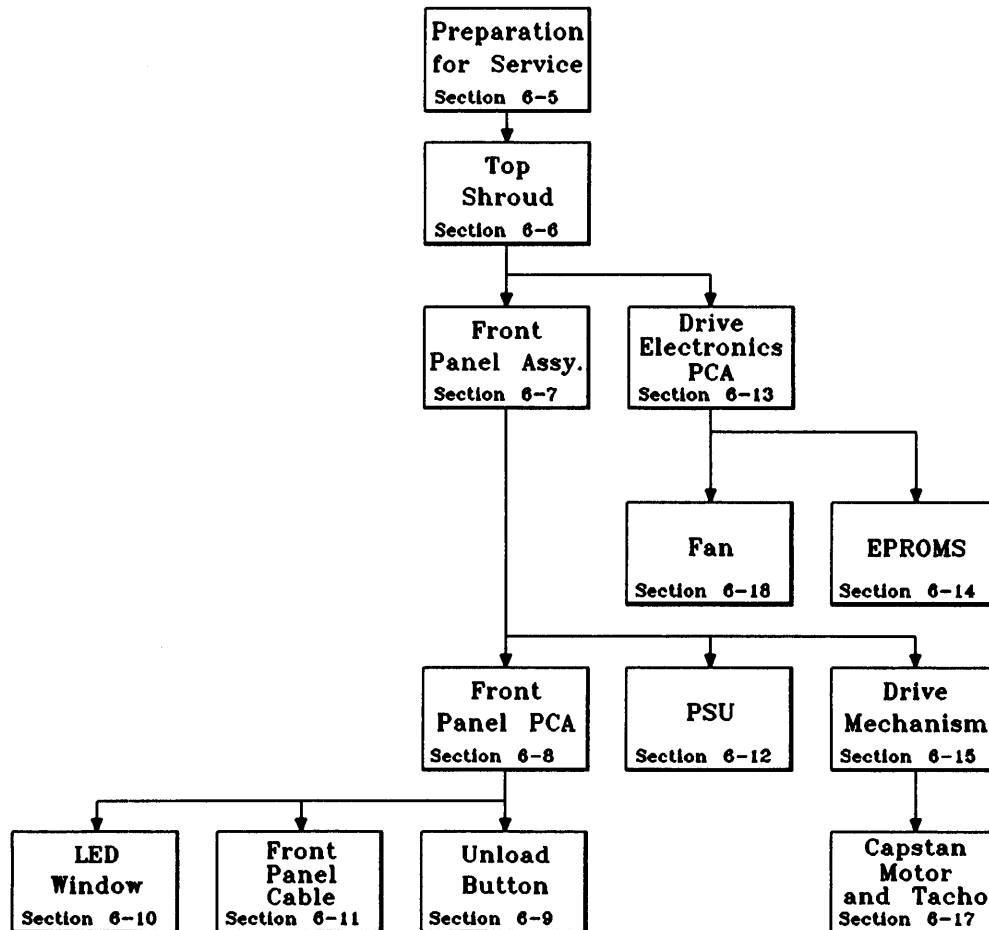 Preparation
for Service
Section 6-5
Top
Shroud
Section 6-6
Front
Panel Assy.
Section 6-7
Drive
Electronics
PCA
Section 6-13
Fan
Section 6-18
EPROMS
Section 6-14
Front
Panel PCA
Section 6-8
PSU
Section 6-12
Drive
Mechanism
Section 6-15
LED
Window
Section 6-10
Front
Panel
Cable
Section 6-11
Unload
Button
Section 6-9
Capstan
Motor
and Tacho
Section 6-17